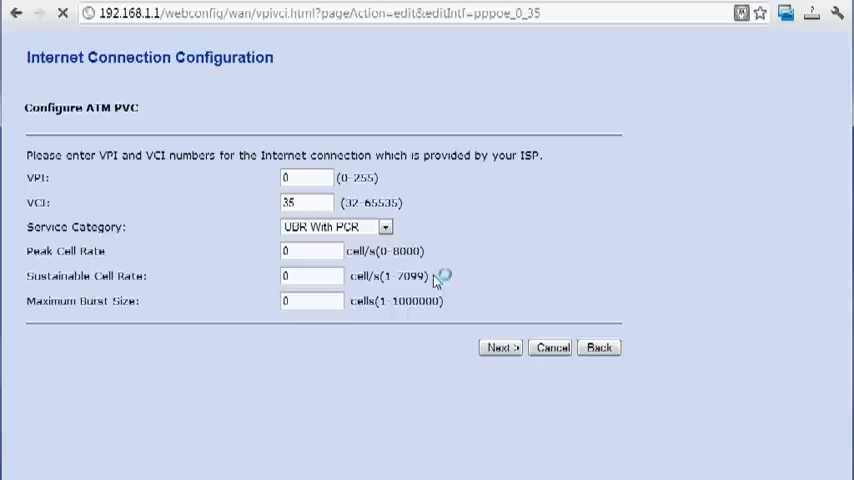 192.168.1.1/webconfig/wan/vpivci.html?pageAction=edit&editIntf=pppoe_0_35
Internet Connection Configuration
Configure ATM PVC
Please enter VPI and VCI numbers for the Internet connection which is provided by your ISP.
VPI: 0 (0-255)
VCI: 35 (32-65535)
Service Category: UBR With PCR
Peak Cell Rate 0 cell/s(0-8000)
Sustainable Cell Rate: 0 cell/s(1-7099)
Maximum Burst Size: 0 cells(1-1000000)
Next > Cancel Back